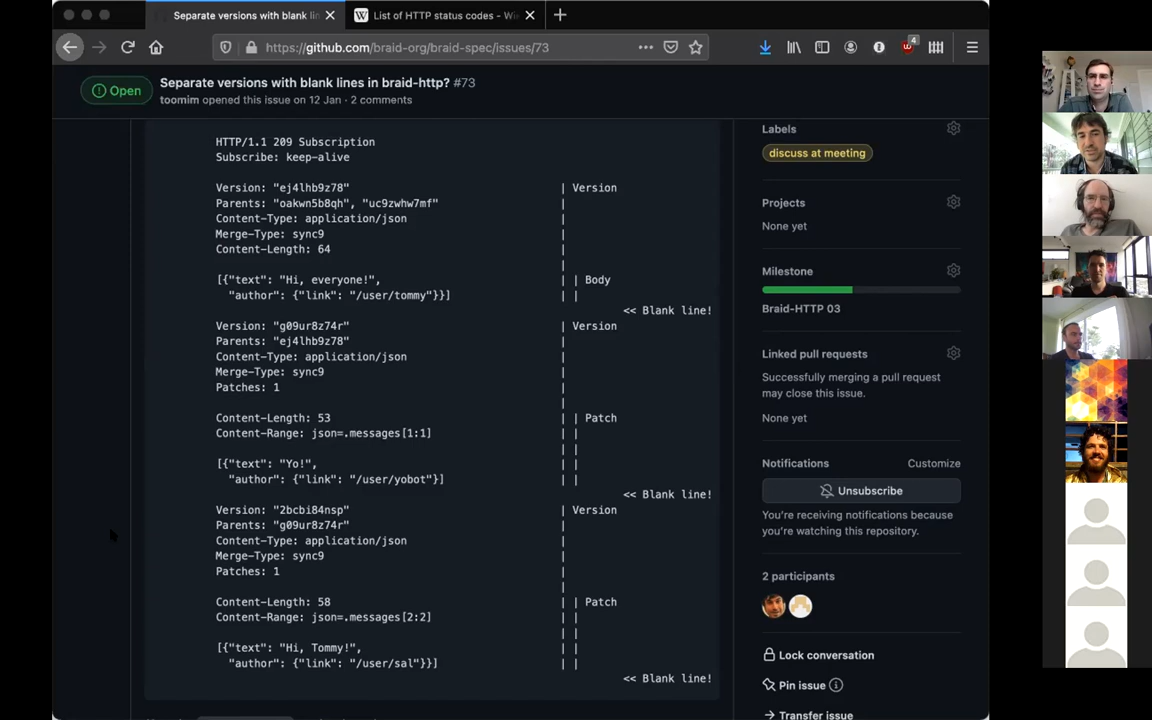 Separate versions with blank lin
List of HTTP status codes - Wi
https://github.com/braid-org/braid-spec/issues/73
4
Open
Separate versions with blank lines in braid-http? #73
toomim opened this issue on 12 Jan · 2 comments
HTTP/1.1 209 Subscription
Subscribe: keep-alive
Version: "ej4lhb9z78" | Version
Parents: "oakwn5b8qh", "uc9zwhw7mf" |
Content-Type: application/json |
Merge-Type: sync9 |
Content-Length: 64 |
|
[{"text": "Hi, everyone!", | | Body
"author": {"link": "/user/tommy"}}] | |
<< Blank line!
Version: "g09ur8z74r" | Version
Parents: "ej4lhb9z78" |
Content-Type: application/json |
Merge-Type: sync9 |
Patches: 1 |
|
Content-Length: 53 | | Patch
Content-Range: json=.messages[1:1] | |
| |
[{"text": "Yo!", | |
"author": {"link": "/user/yobot"}] | |
<< Blank line!
Version: "2bcbi84nsp" | Version
Parents: "g09ur8z74r" |
Content-Type: application/json |
Merge-Type: sync9 |
Patches: 1 |
|
Content-Length: 58 | | Patch
Content-Range: json=.messages[2:2] | |
| |
[{"text": "Hi, Tommy!", | |
"author": {"link": "/user/sal"}}] | |
<< Blank line!
Labels
discuss at meeting
Projects
None yet
Milestone
Braid-HTTP 03
Linked pull requests
Successfully merging a pull request
may close this issue.
None yet
Notifications
Customize
Unsubscribe
You're receiving notifications because
you're watching this repository.
2 participants
Lock conversation
Pin issue
Transfer issue